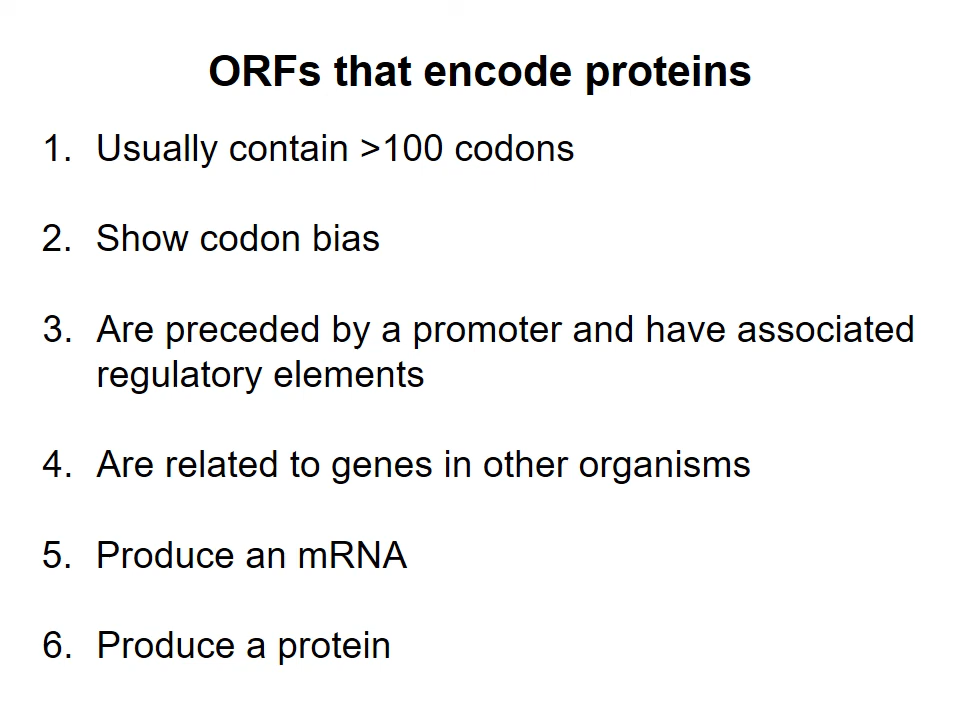 ORFs that encode proteins
1. Usually contain >100 codons
2. Show codon bias
3. Are preceded by a promoter and have associated
regulatory elements
4. Are related to genes in other organisms
5. Produce an mRNA
6. Produce a protein